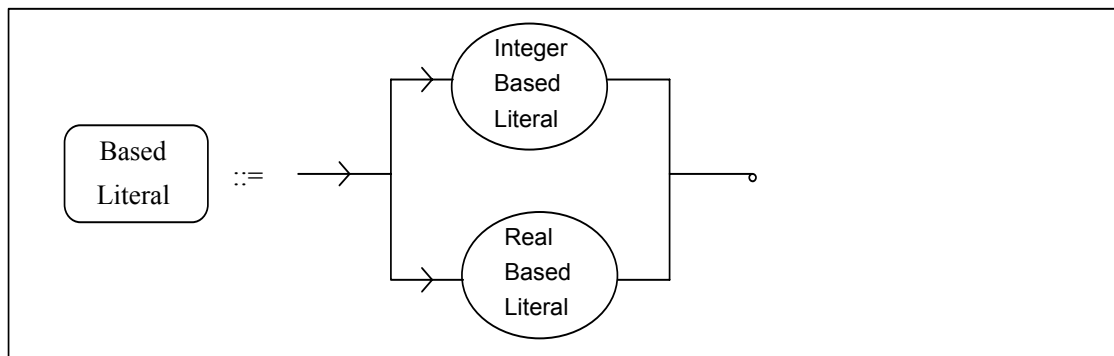 Based
Literal
::=
Integer
Based
Literal
Real
Based
Literal